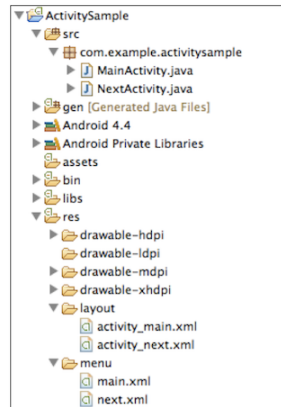 ActivitySample
src
com.example.activitysample
MainActivity.java
NextActivity.java
gen [Generated Java Files]
Android 4.4
Android Private Libraries
assets
bin
libs
res
drawable-hdpi
drawable-ldpi
drawable-mdpi
drawable-xhdpi
layout
activity_main.xml
activity_next.xml
menu
main.xml
next.xml